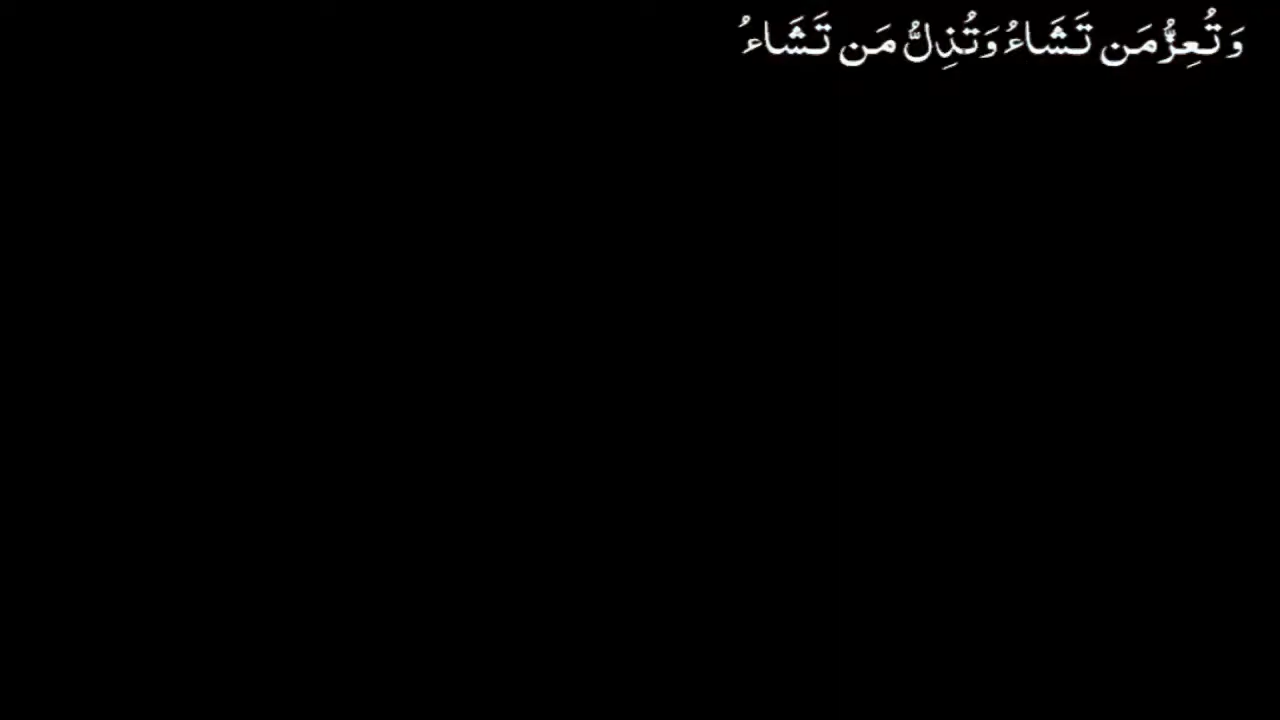 وَتُعِزُّ مَن تَشَاءُ وَتُذِلُّ مَن تَشَاءُ